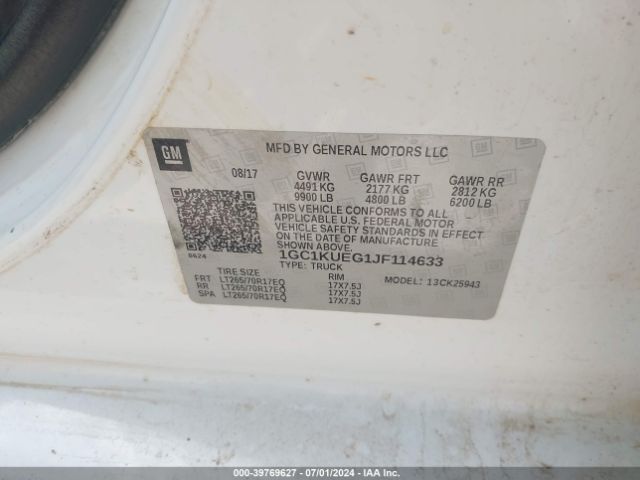 GM
MFD BY GENERAL MOTORS LLC
08/17 GVWR GAWR FRT GAWR RR
4491 KG 2177 KG 2812 KG
9900 LB 4800 LB 6200 LB
THIS VEHICLE CONFORMS TO ALL
APPLICABLE U.S. FEDERAL MOTOR
VEHICLE SAFETY STANDARDS IN EFFECT
ON THE DATE OF MANUFACTURE
SHOWN ABOVE.
0424 1GC1KUEG1JF114633
TYPE: TRUCK
TIRE SIZE RIM MODEL: 13CK25943
FRT LT265/70R17EQ 17X7.5J
RR LT265/70R17EQ 17X7.5J
SPA LT265/70R17EQ 17X7.5J
000-39769627 - 07/01/2024 - IAA Inc.